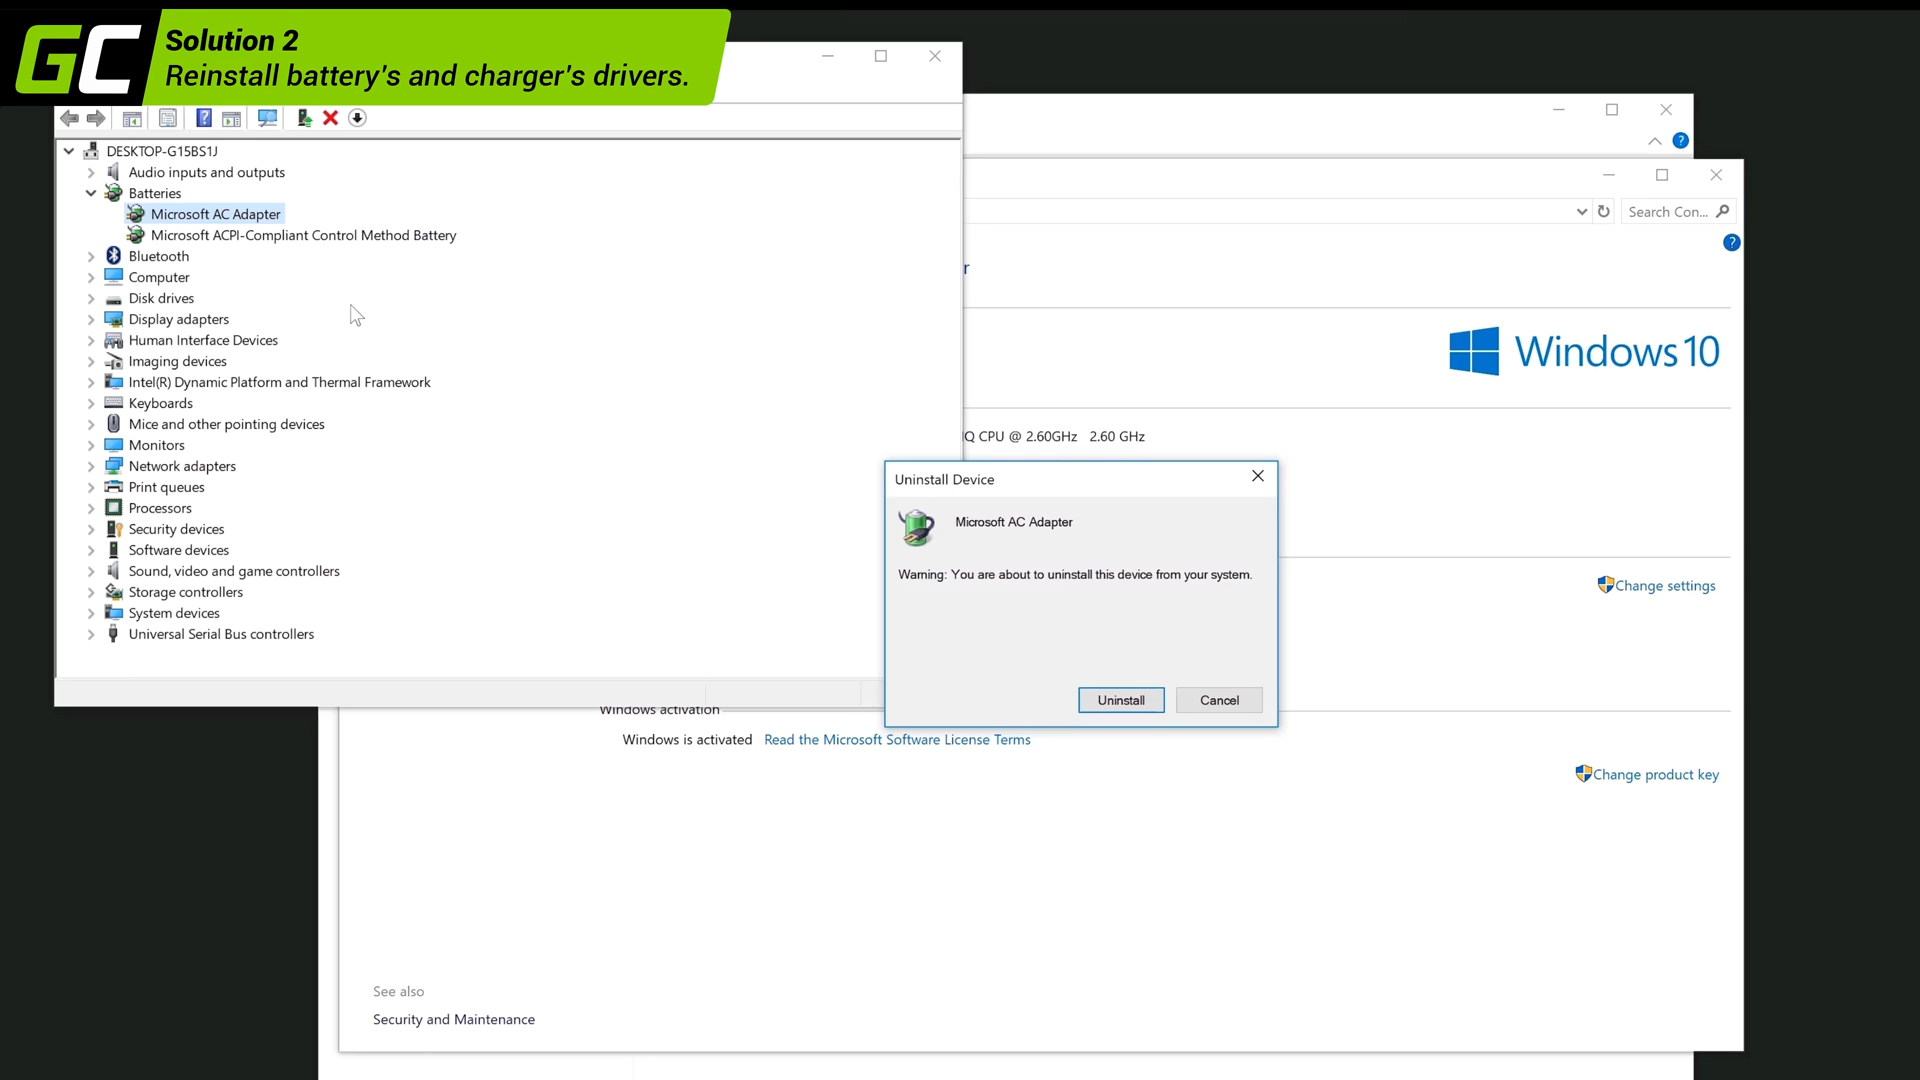 GC
Solution 2
Reinstall battery's and charger's drivers.
DESKTOP-G15BS1J
Audio inputs and outputs
Batteries
Microsoft AC Adapter
Microsoft ACPI-Compliant Control Method Battery
Bluetooth
Computer
Disk drives
Display adapters
Human Interface Devices
Imaging devices
Intel(R) Dynamic Platform and Thermal Framework
Keyboards
Mice and other pointing devices
Monitors
Network adapters
Print queues
Processors
Security devices
Software devices
Sound, video and game controllers
Storage controllers
System devices
Universal Serial Bus controllers
Search Con...
r
Windows 10
Q CPU @ 2.60GHz 2.60 GHz
Uninstall Device
Microsoft AC Adapter
Warning: You are about to uninstall this device from your system.
Uninstall Cancel
Change settings
Windows activation
Windows is activated Read the Microsoft Software License Terms
Change product key
See also
Security and Maintenance